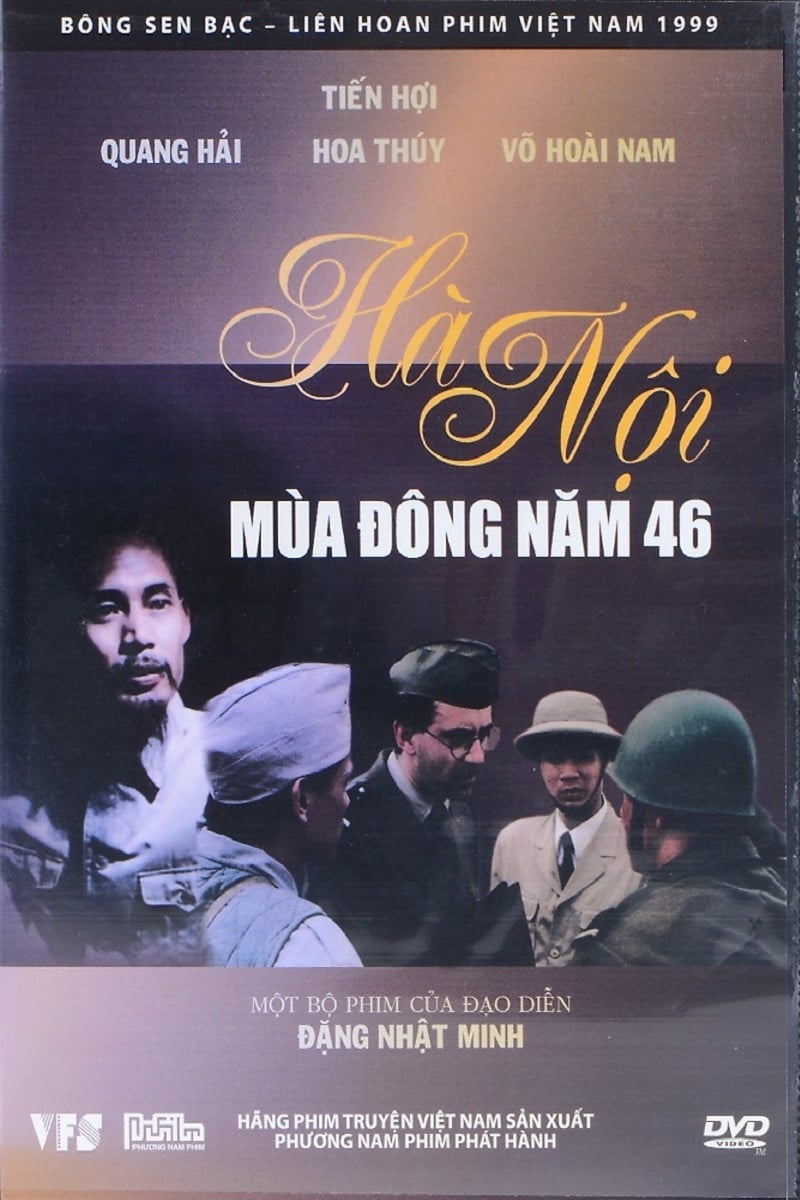 BÔNG SEN BẠC – LIÊN HOAN PHIM VIỆT NAM 1999
TIẾN HỢI
QUANG HẢI HOA THÚY VÕ HOÀI NAM
Hà Nội
MÙA ĐÔNG NĂM 46
MỘT BỘ PHIM CỦA ĐẠO DIỄN
ĐẶNG NHẬT MINH
VFS
PHƯƠNG NAM PHIM
HÃNG PHIM TRUYỆN VIỆT NAM SẢN XUẤT
PHƯƠNG NAM PHIM PHÁT HÀNH
DVD
VIDEO
TM